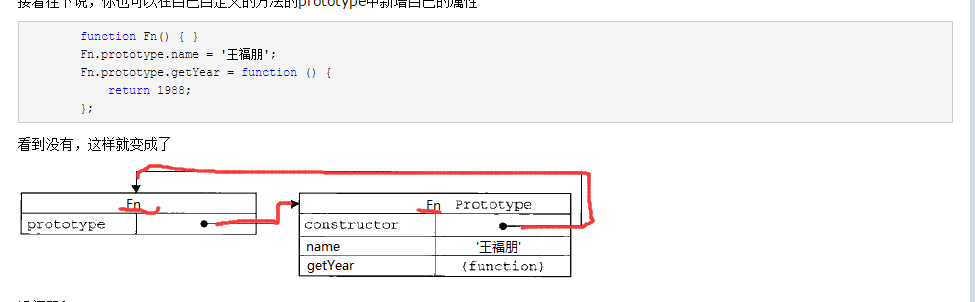 接着往下说，你也可以在自己自定义的方法的prototype中新增自己的属性
function Fn() { }
Fn.prototype.name = '王福朋';
Fn.prototype.getYear = function () {
return 1988;
};
看到没有，这样就变成了
Fn
prototype
Fn Prototype
constructor
name '王福朋'
getYear (function)